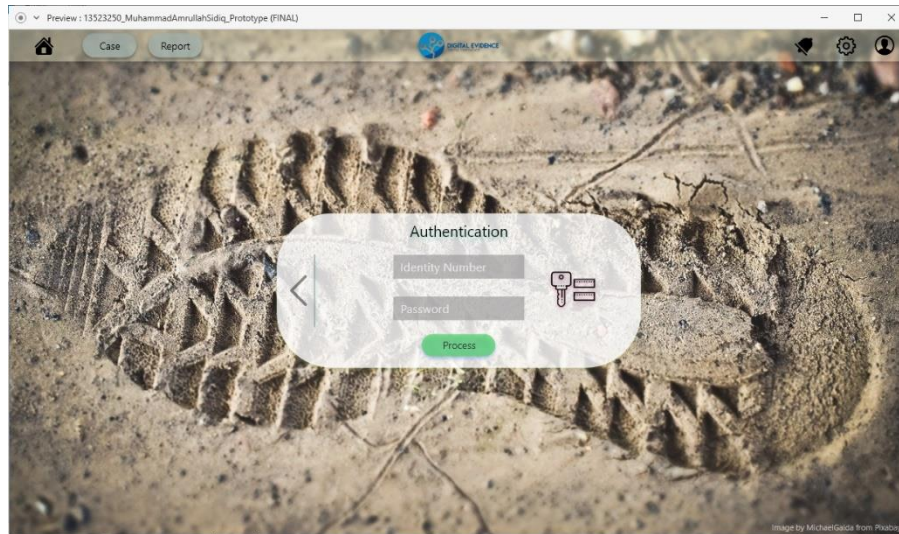 Preview : 13523250_MuhammadAmrullahSidiq_Prototype (FINAL)
Case
Report
DIGITAL EVIDENCE
Authentication
Identity Number
Password
Process
Image by MichaelGaida from Pixabay